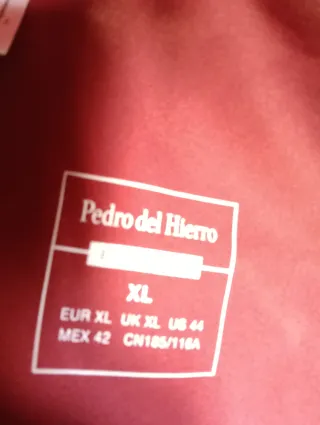 Pedro del Hierro
XL
EUR XL UK XL US 44
MEX 42 CN185/116A